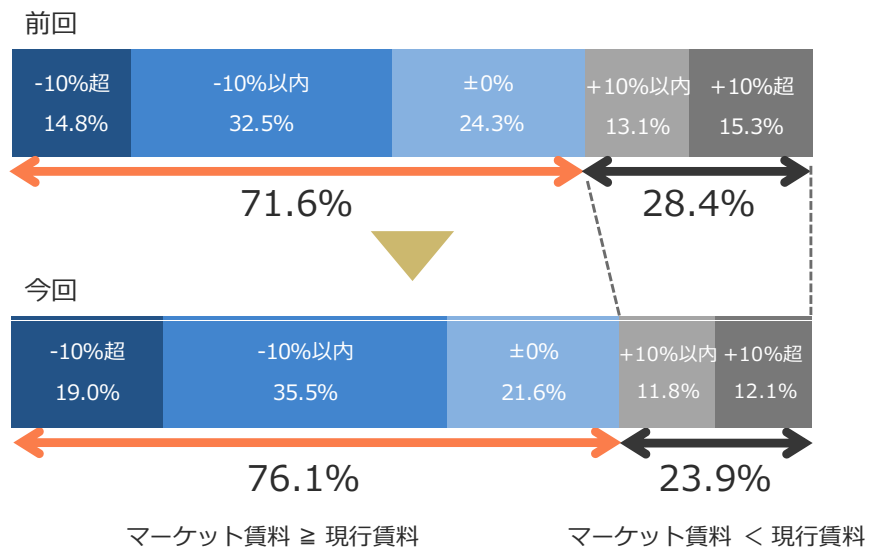 前回
-10%超 -10%以内 ±0% +10%以内 +10%超
14.8% 32.5% 24.3% 13.1% 15.3%
71.6% 28.4%
今回
-10%超 -10%以内 ±0% +10%以内 +10%超
19.0% 35.5% 21.6% 11.8% 12.1%
76.1% 23.9%
マーケット賃料 ≧ 現行賃料 マーケット賃料 < 現行賃料